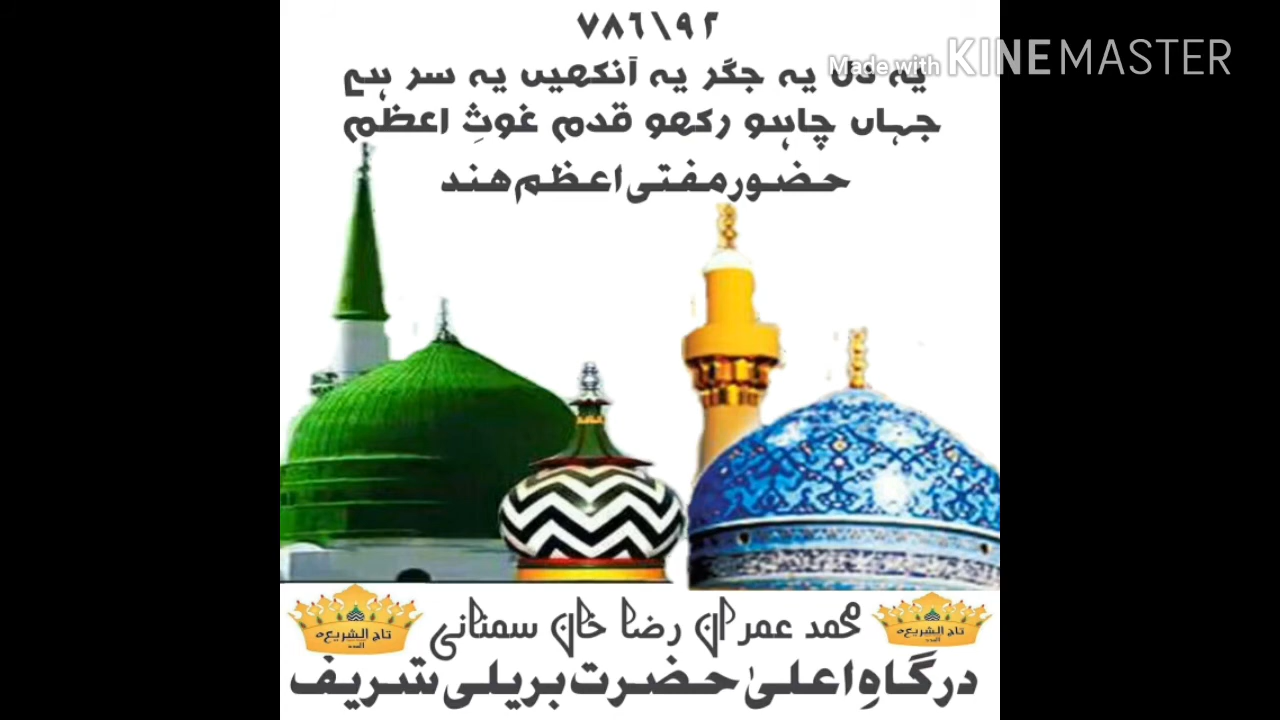 ۷۸٦\۹۲
Made with KINEMASTER
یہ دل یہ جگر یہ آنکھیں یہ سر ہے
جہاں چاہو رکھو قدم غوثِ اعظم
حضور مفتی اعظم ھند
محمد عمران رضا خان سمنانی
تاج الشریعہ
تاج الشریعہ
درگاہِ اعلیٰ حضرت بریلی شریف